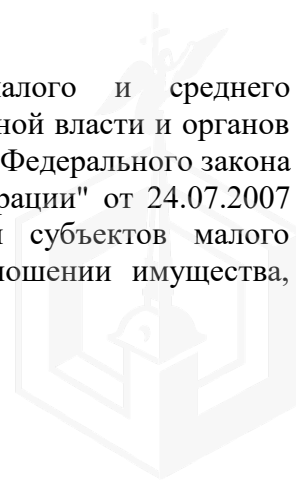 малого и среднего
ной власти и органов
Федерального закона
рации" от 24.07.2007
и субъектов малого
ношении имущества,